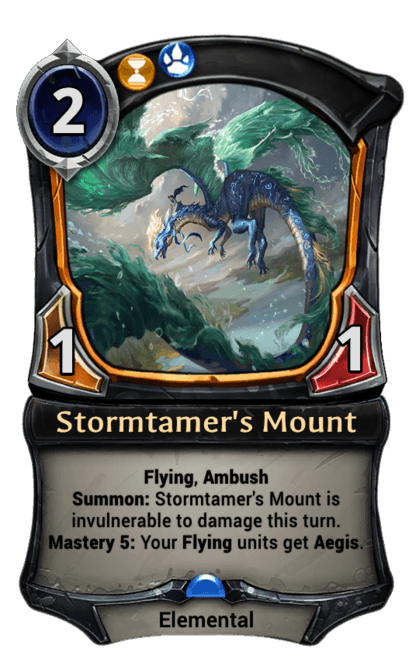 2
1
1
Stormtamer's Mount
Flying, Ambush
Summon: Stormtamer's Mount is
invulnerable to damage this turn.
Mastery 5: Your Flying units get Aegis.
Elemental